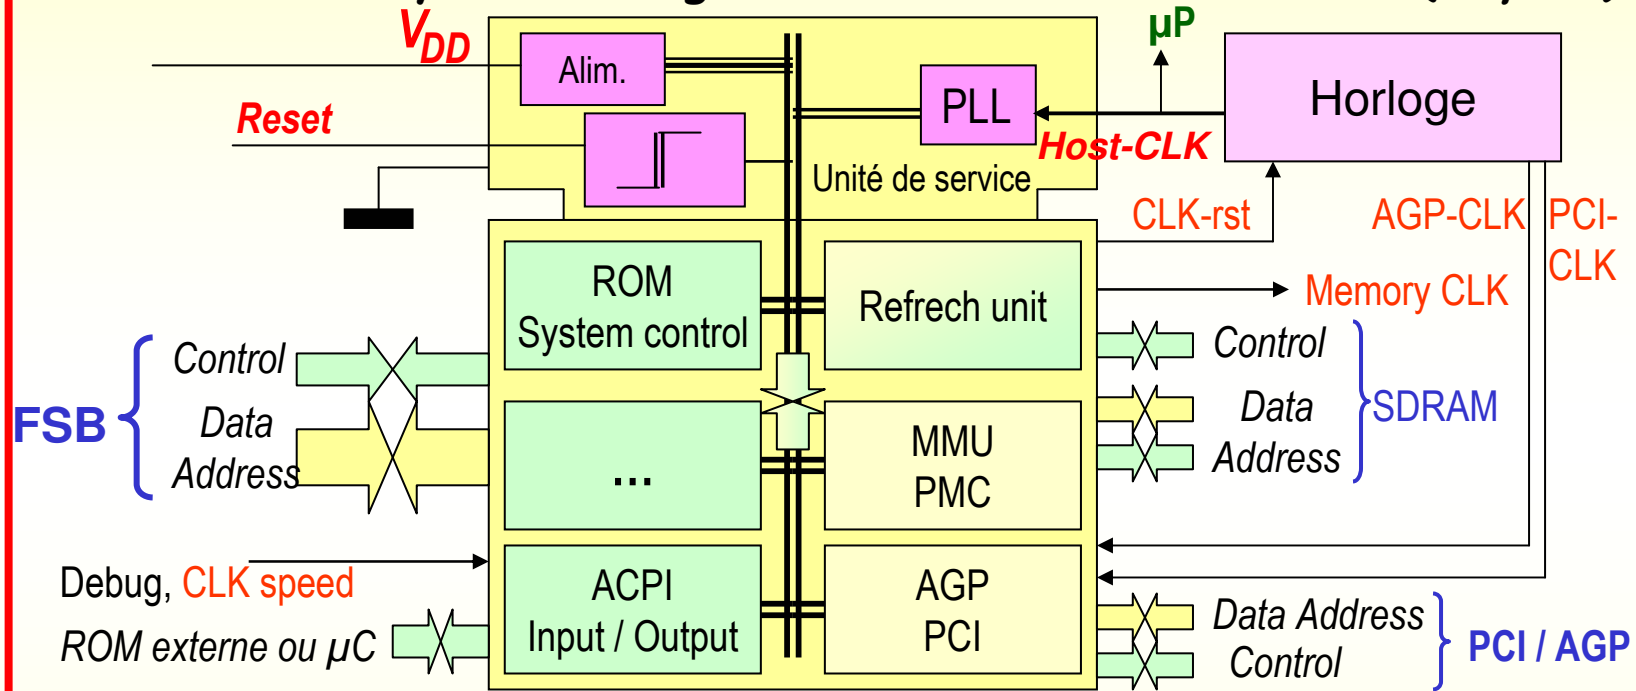 V_DD
Alim.
µP
Horloge
PLL
Reset
Host-CLK
Unité de service
CLK-rst
AGP-CLK
PCI-
CLK
ROM
System control
Refrech unit
Memory CLK
Control
Data
Address
FSB
...
MMU
PMC
Control
Data
Address
SDRAM
Debug, CLK speed
ROM externe ou µC
ACPI
Input / Output
AGP
PCI
Data Address
Control
PCI / AGP